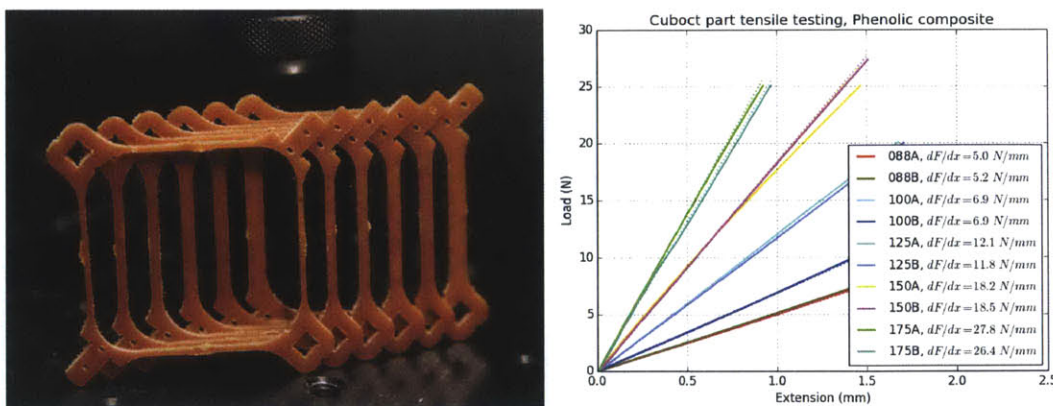 Cuboct part tensile testing, Phenolic composite
30
25
20
15
10
5
0
Load (N)
088A, dF/dx=5.0 N/mm
088B, dF/dx=5.2 N/mm
100A, dF/dx=6.9 N/mm
100B, dF/dx=6.9 N/mm
125A, dF/dx=12.1 N/mm
125B, dF/dx=11.8 N/mm
150A, dF/dx=18.2 N/mm
150B, dF/dx=18.5 N/mm
175A, dF/dx=27.8 N/mm
175B, dF/dx=26.4 N/mm
0.0 0.5 1.0 1.5 2.0 2.5
Extension (mm)